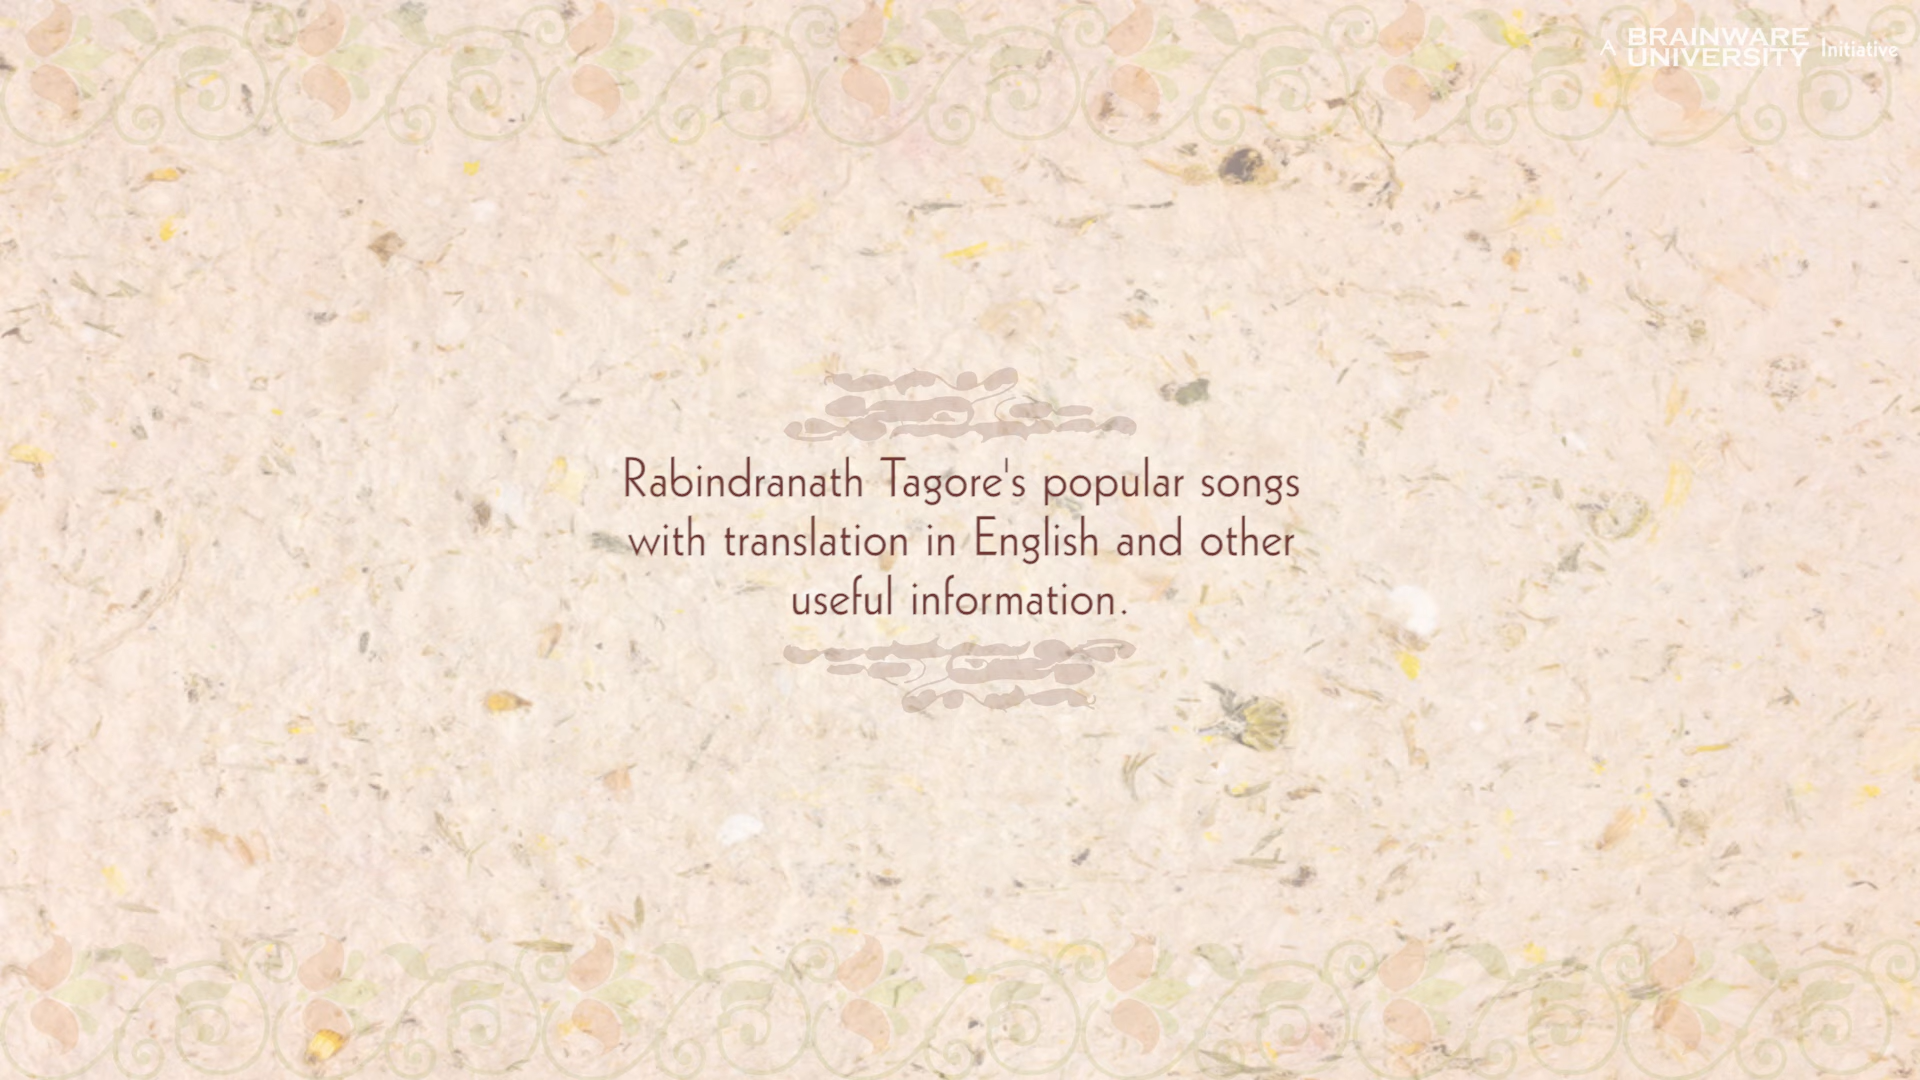 A BRAINWARE UNIVERSITY Initiative
Rabindranath Tagore's popular songs
with translation in English and other
useful information.